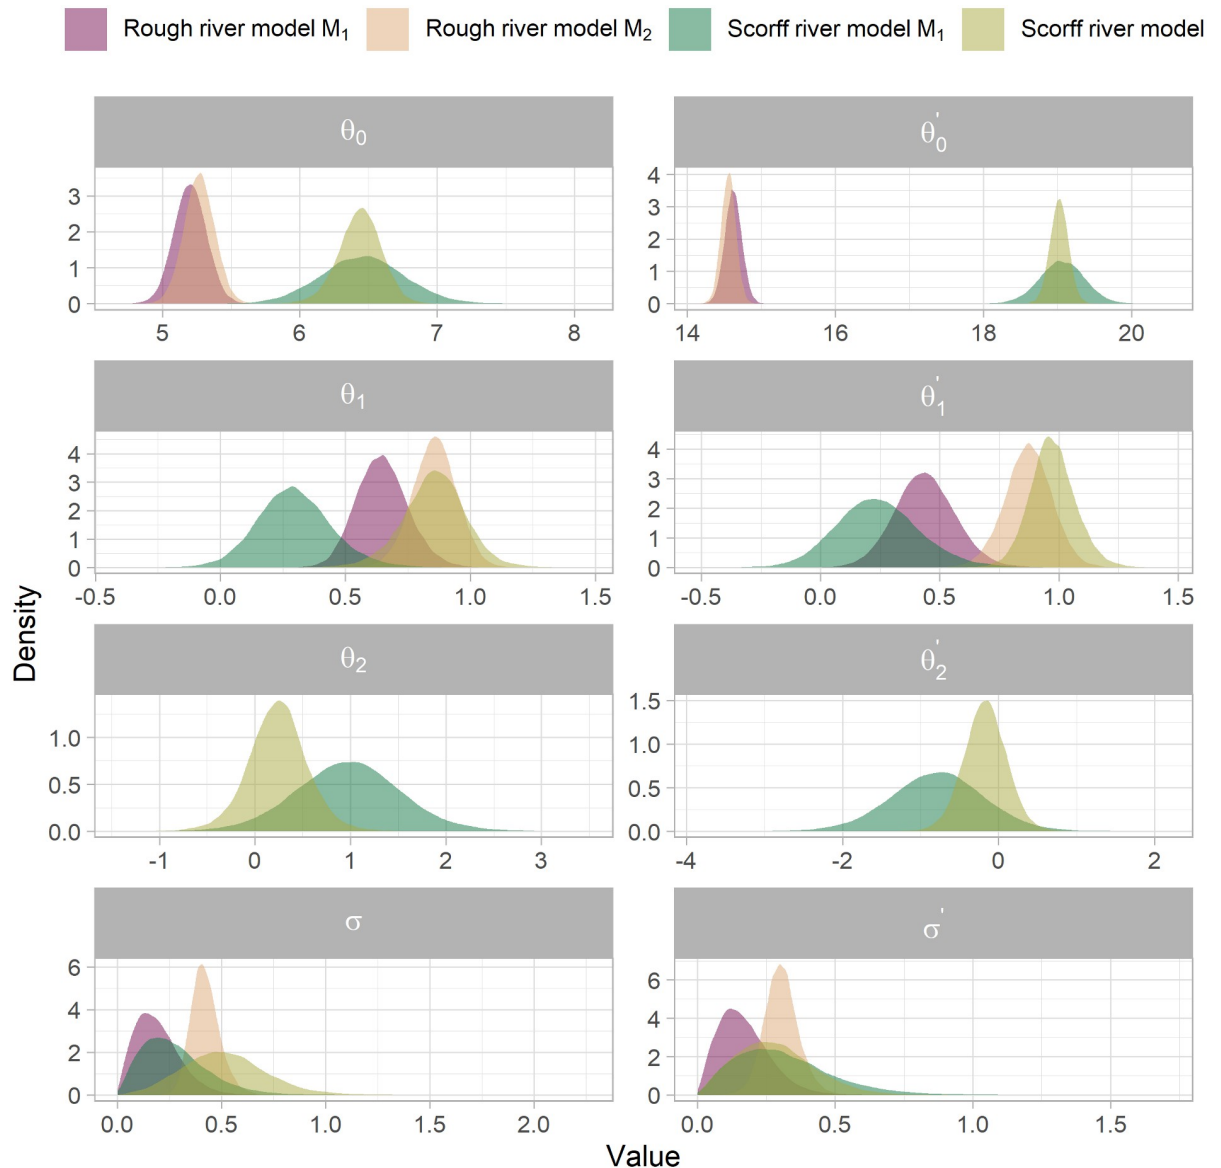 Rough river model M₁ Rough river model M₂ Scorff river model M₁ Scorff river model
θ₀ θ₀'
3 2 1 0
5 6 7 8
4 3 2 1 0
14 16 18 20
θ₁ θ₁'
4 3 2 1 0
-0.5 0.0 0.5 1.0 1.5
4 3 2 1 0
-0.5 0.0 0.5 1.0 1.5
θ₂ θ₂'
1.0 0.5 0.0
-1 0 1 2 3
1.5 1.0 0.5 0.0
-4 -2 0 2
σ σ'
6 4 2 0
0.0 0.5 1.0 1.5 2.0
6 4 2 0
0.0 0.5 1.0 1.5
Density
Value